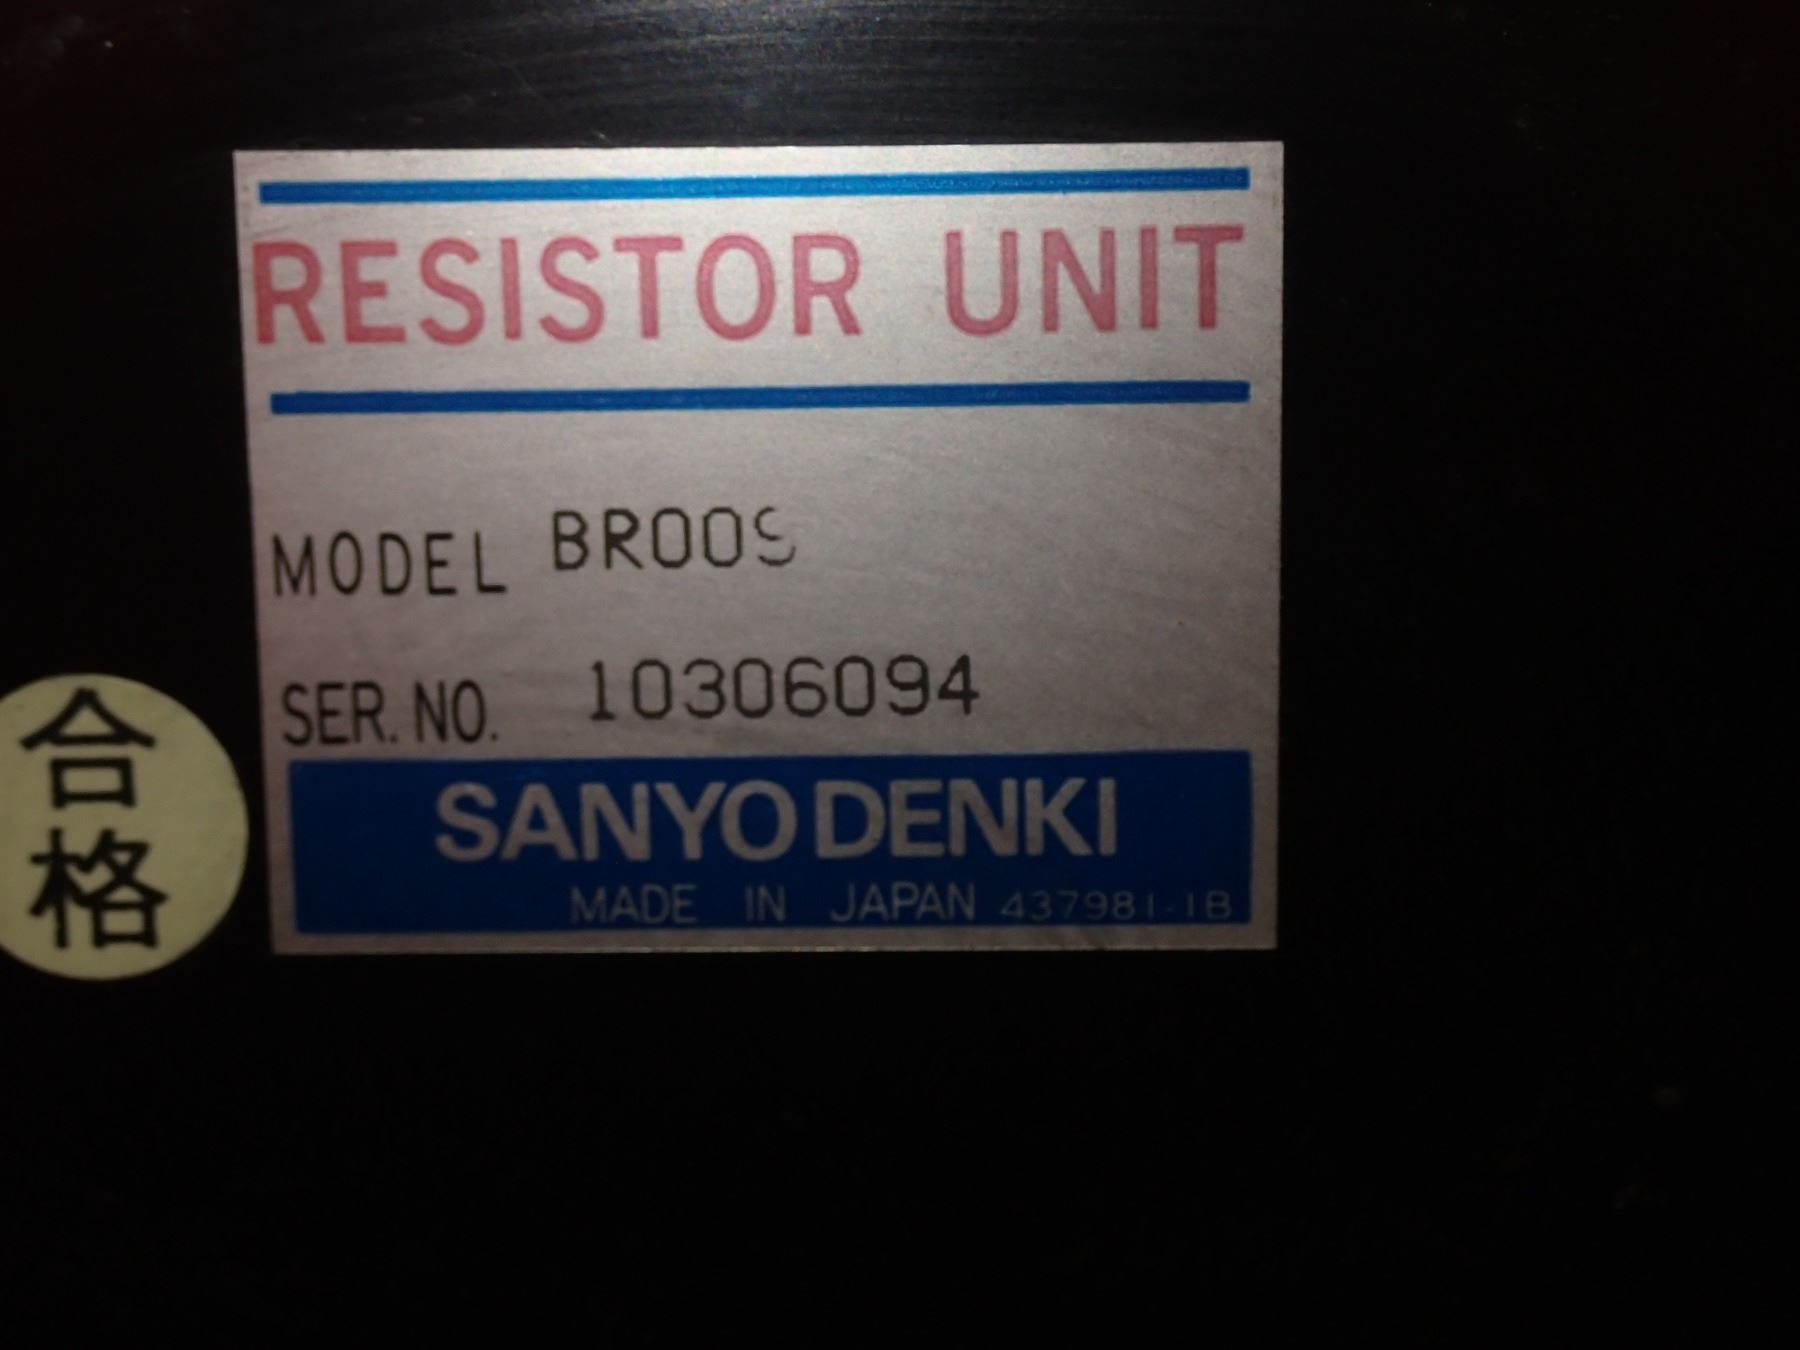 RESISTOR UNIT
MODEL BR00S
SER. NO. 10306094
SANYO DENKI
MADE IN JAPAN 437981-1B
合格